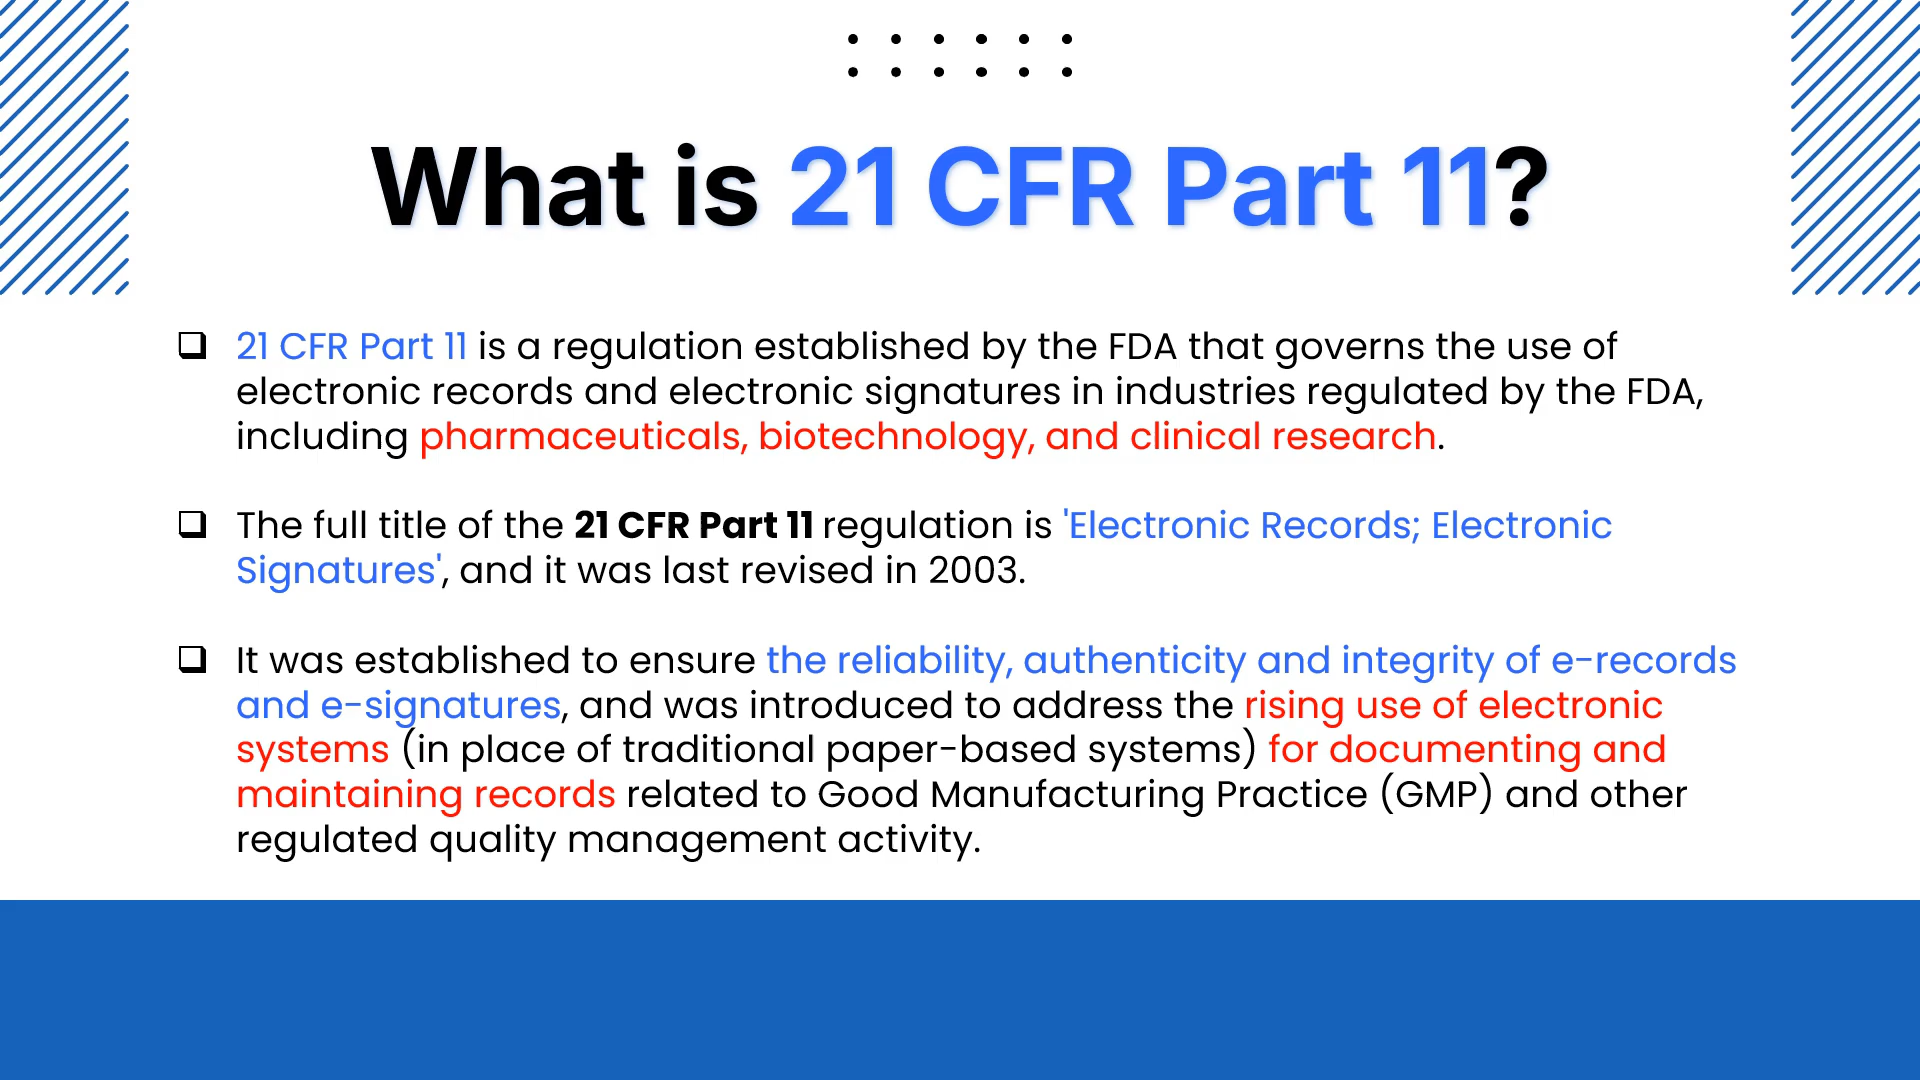 What is 21 CFR Part 11?
21 CFR Part 11 is a regulation established by the FDA that governs the use of
electronic records and electronic signatures in industries regulated by the FDA,
including pharmaceuticals, biotechnology, and clinical research.
The full title of the 21 CFR Part 11 regulation is 'Electronic Records; Electronic
Signatures', and it was last revised in 2003.
It was established to ensure the reliability, authenticity and integrity of e-records
and e-signatures, and was introduced to address the rising use of electronic
systems (in place of traditional paper-based systems) for documenting and
maintaining records related to Good Manufacturing Practice (GMP) and other
regulated quality management activity.